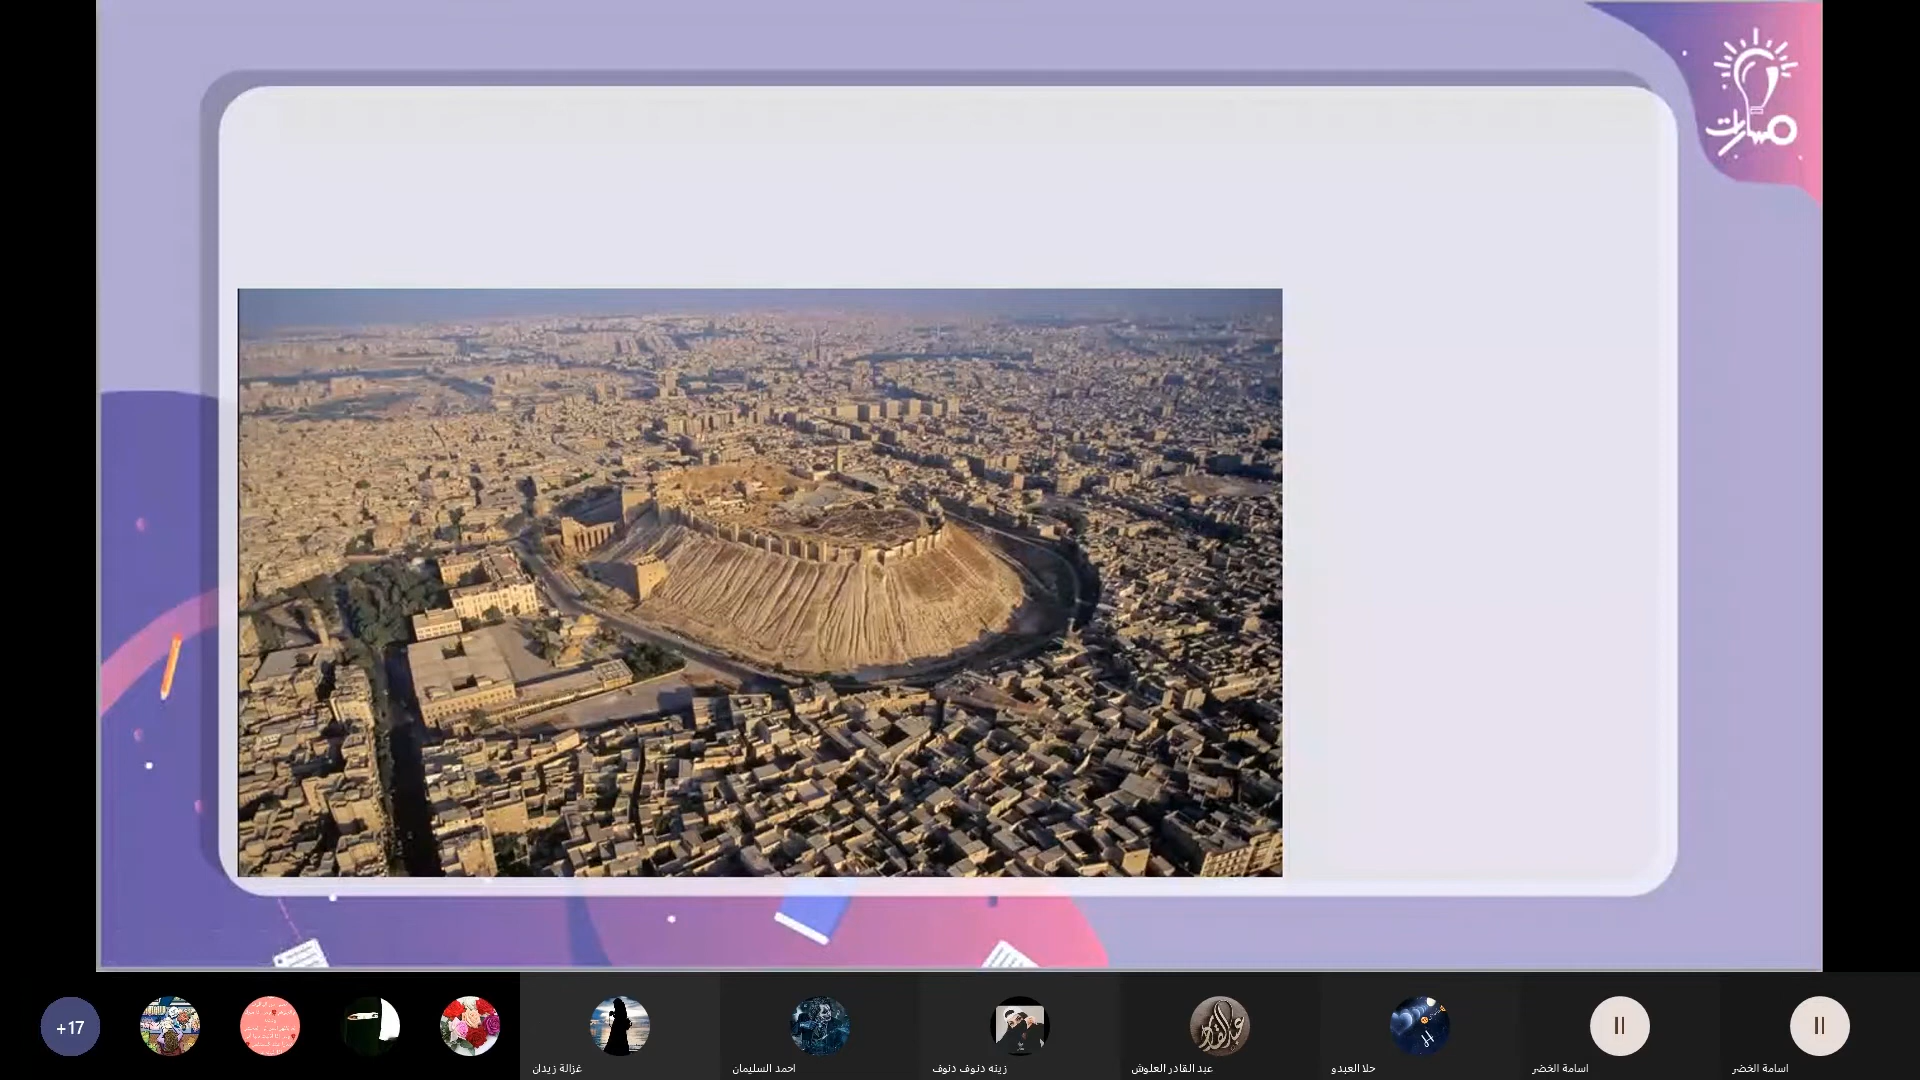 مسارات
+17
غزالة زيدان
احمد السليمان
زينه دنوف دنوف
عبد القادر العلوش
حلا العبدو
اسامة الخضر
اسامة الخضر